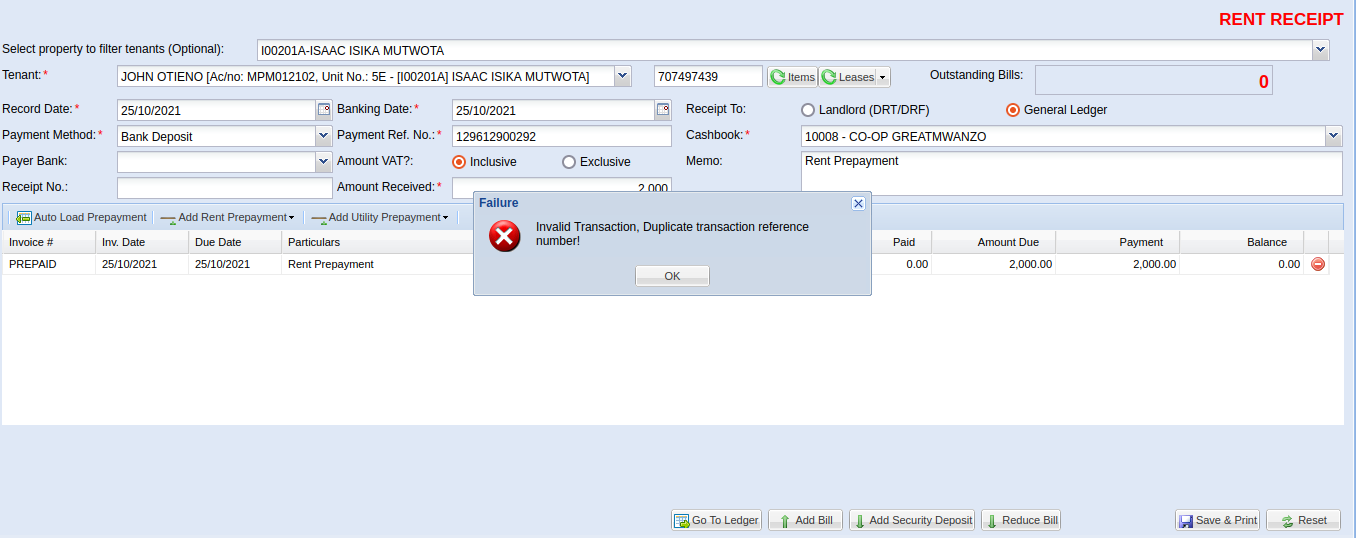 RENT RECEIPT
Select property to filter tenants (Optional): I00201A-ISAAC ISIKA MUTWOTA
Tenant:* JOHN OTIENO [Ac/no: MPM012102, Unit No.: 5E - [I00201A] ISAAC ISIKA MUTWOTA] 707497439 Items Leases Outstanding Bills: 0
Record Date:* 25/10/2021 Banking Date:* 25/10/2021 Receipt To: Landlord (DRT/DRF) General Ledger
Payment Method:* Bank Deposit Payment Ref. No.:* 129612900292 Cashbook:* 10008 - CO-OP GREATMWANZO
Payer Bank: Amount VAT?: Inclusive Exclusive Memo: Rent Prepayment
Receipt No.: Amount Received:* 2,000
Failure
Invalid Transaction, Duplicate transaction reference
number!
OK
Auto Load Prepayment Add Rent Prepayment Add Utility Prepayment
Invoice # Inv. Date Due Date Particulars Paid Amount Due Payment Balance
PREPAID 25/10/2021 25/10/2021 Rent Prepayment 0.00 2,000.00 2,000.00 0.00
Go To Ledger Add Bill Add Security Deposit Reduce Bill Save & Print Reset